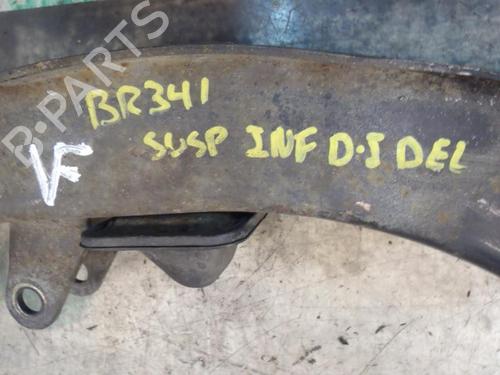 B-PARTS
BR341
SUSP INF D.I DEL
VF